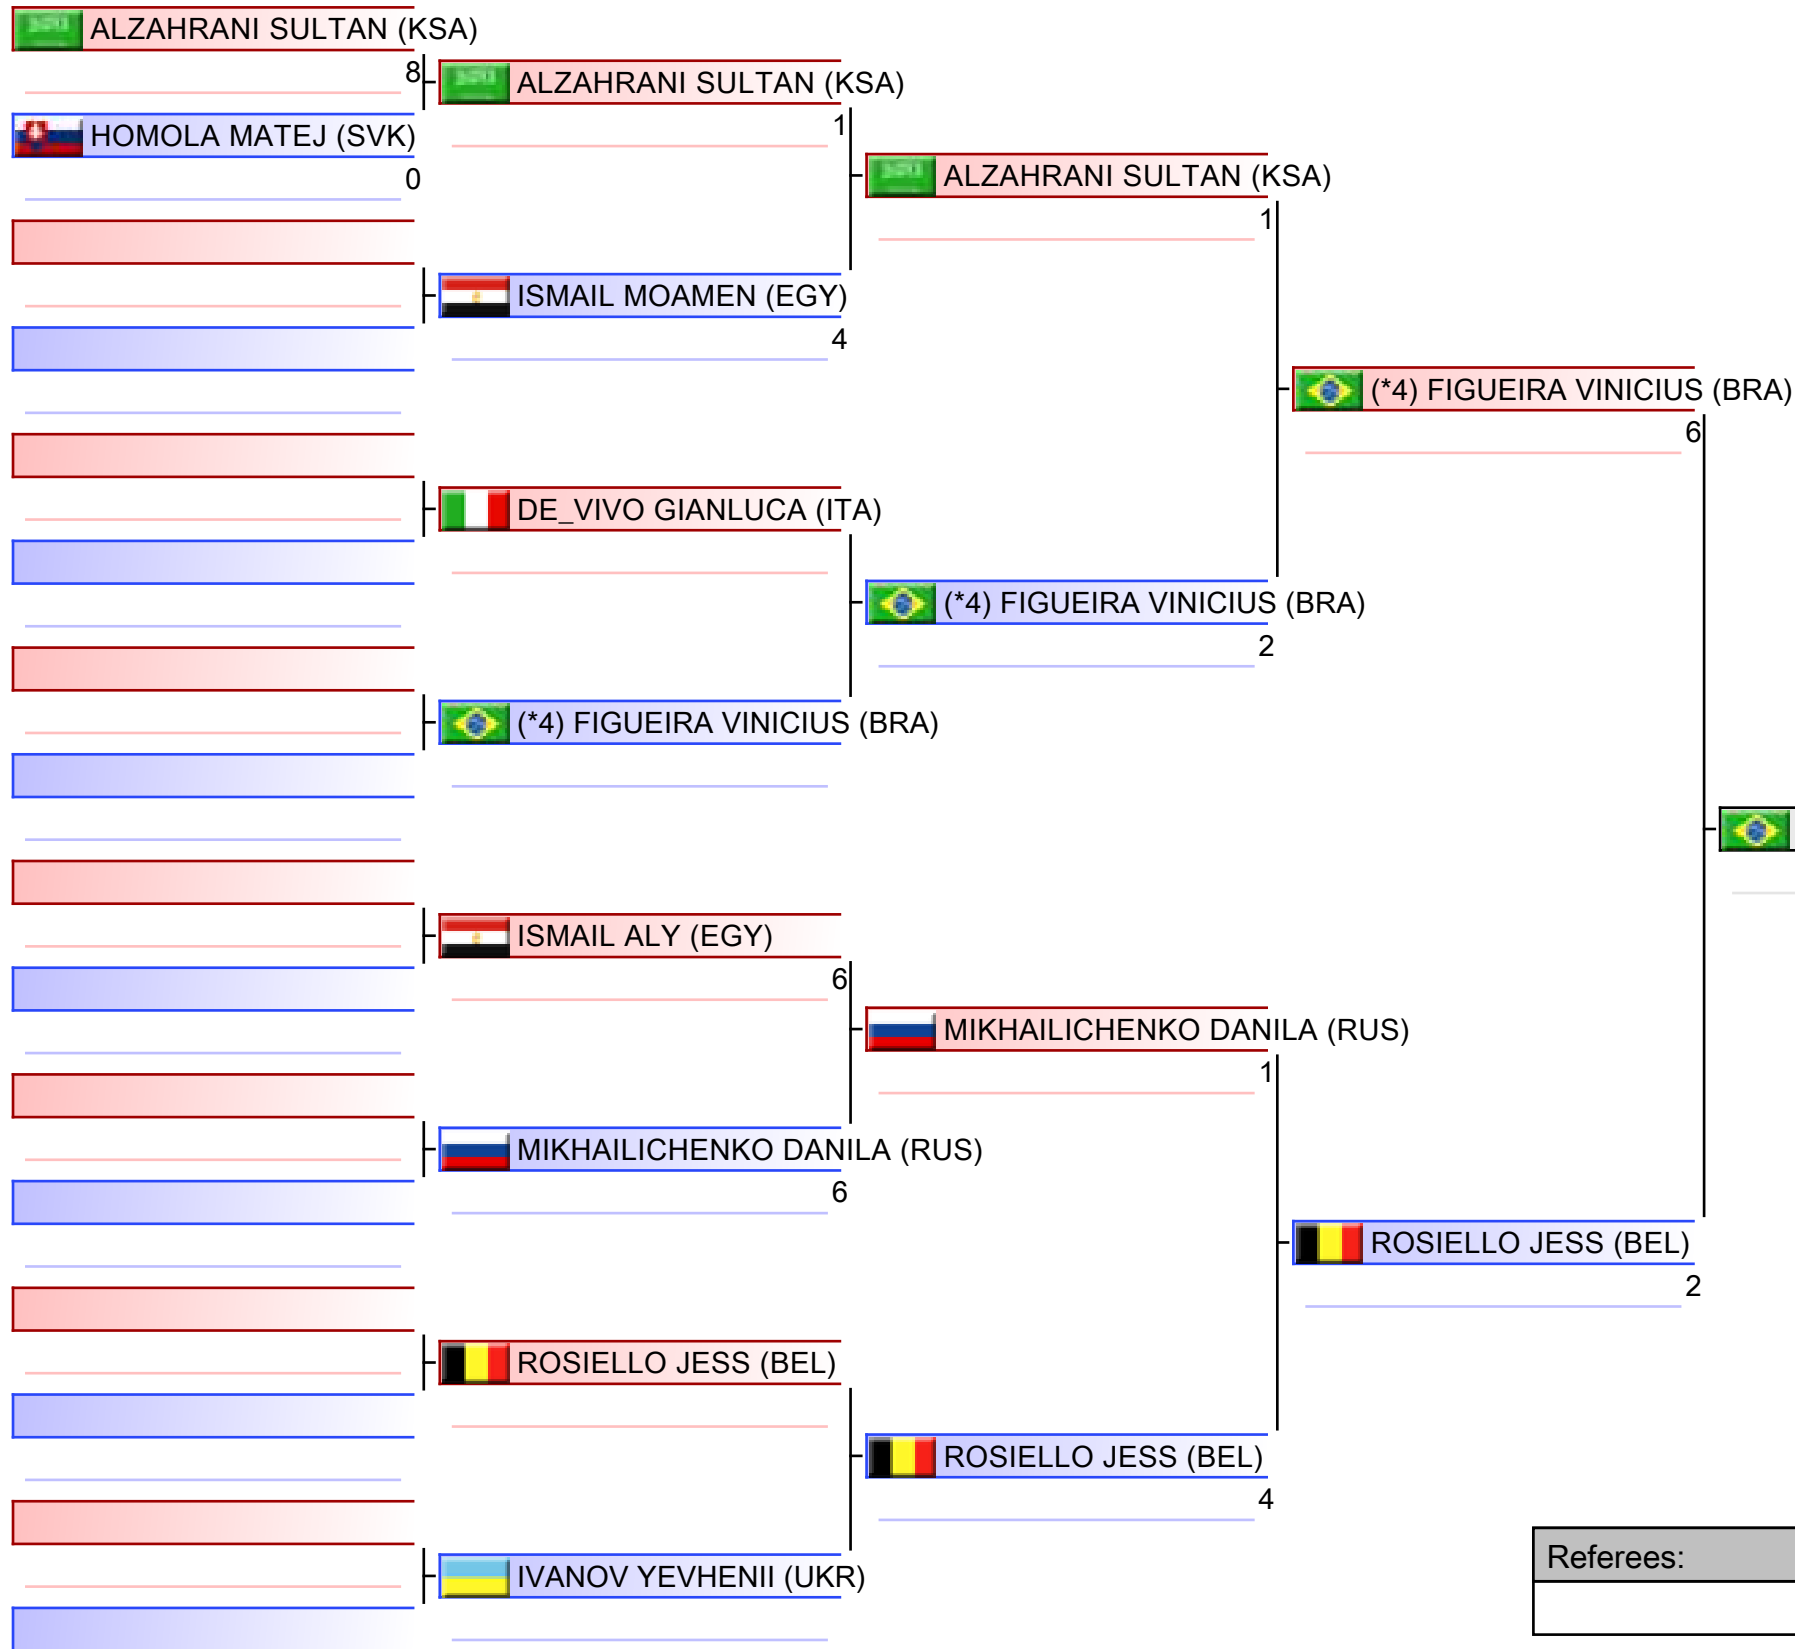 ALZAHRANI SULTAN (KSA)
8
HOMOLA MATEJ (SVK)
0
ALZAHRANI SULTAN (KSA)
1
ISMAIL MOAMEN (EGY)
4
DE_VIVO GIANLUCA (ITA)
(*4) FIGUEIRA VINICIUS (BRA)
ISMAIL ALY (EGY)
6
MIKHAILICHENKO DANILA (RUS)
6
ROSIELLO JESS (BEL)
IVANOV YEVHENII (UKR)
ALZAHRANI SULTAN (KSA)
1
(*4) FIGUEIRA VINICIUS (BRA)
2
MIKHAILICHENKO DANILA (RUS)
1
ROSIELLO JESS (BEL)
4
(*4) FIGUEIRA VINICIUS (BRA)
6
ROSIELLO JESS (BEL)
2
Referees: